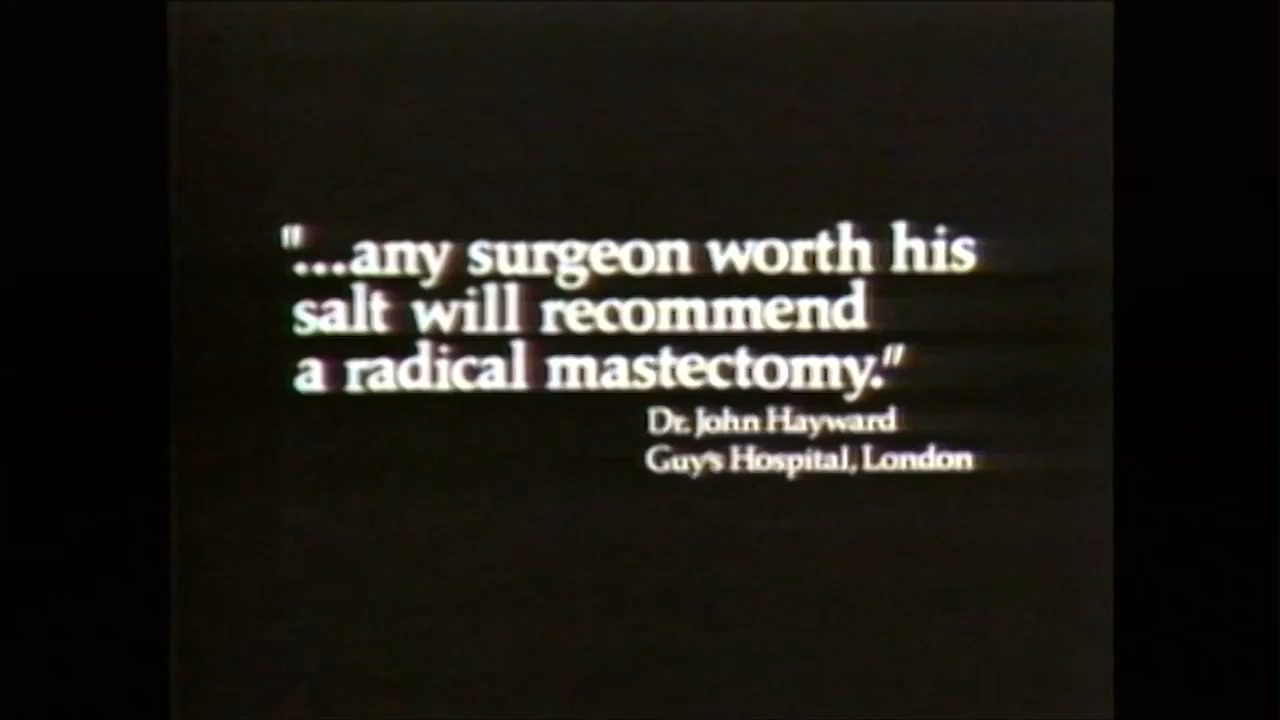 "...any surgeon worth his
salt will recommend
a radical mastectomy."
Dr. John Hayward
Guy's Hospital, London